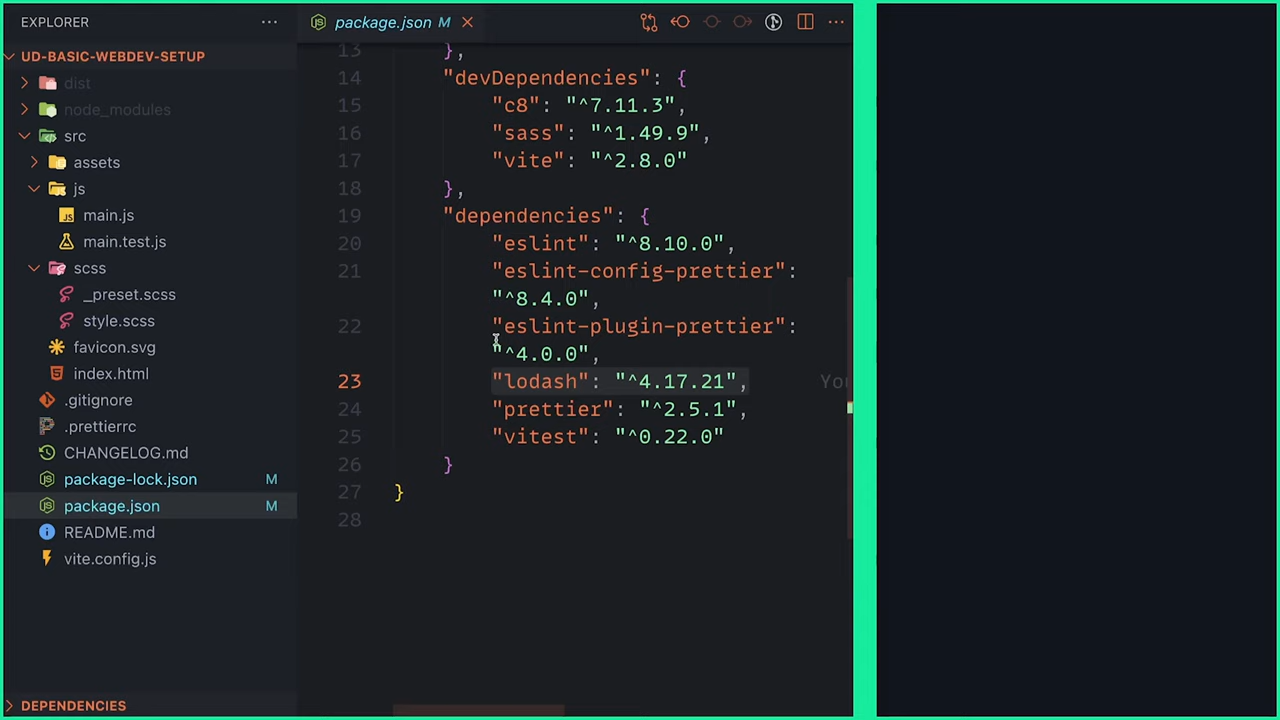 EXPLORER
UD-BASIC-WEBDEV-SETUP
dist
node_modules
src
assets
js
main.js
main.test.js
scss
_preset.scss
style.scss
favicon.svg
index.html
.gitignore
.prettierrc
CHANGELOG.md
package-lock.json M
package.json M
README.md
vite.config.js
DEPENDENCIES
package.json M
13 },
14 "devDependencies": {
15 "c8": "^7.11.3",
16 "sass": "^1.49.9",
17 "vite": "^2.8.0"
18 },
19 "dependencies": {
20 "eslint": "^8.10.0",
21 "eslint-config-prettier":
"^8.4.0",
22 "eslint-plugin-prettier":
"^4.0.0",
23 "lodash": "^4.17.21", Yo
24 "prettier": "^2.5.1",
25 "vitest": "^0.22.0"
26 }
27 }
28